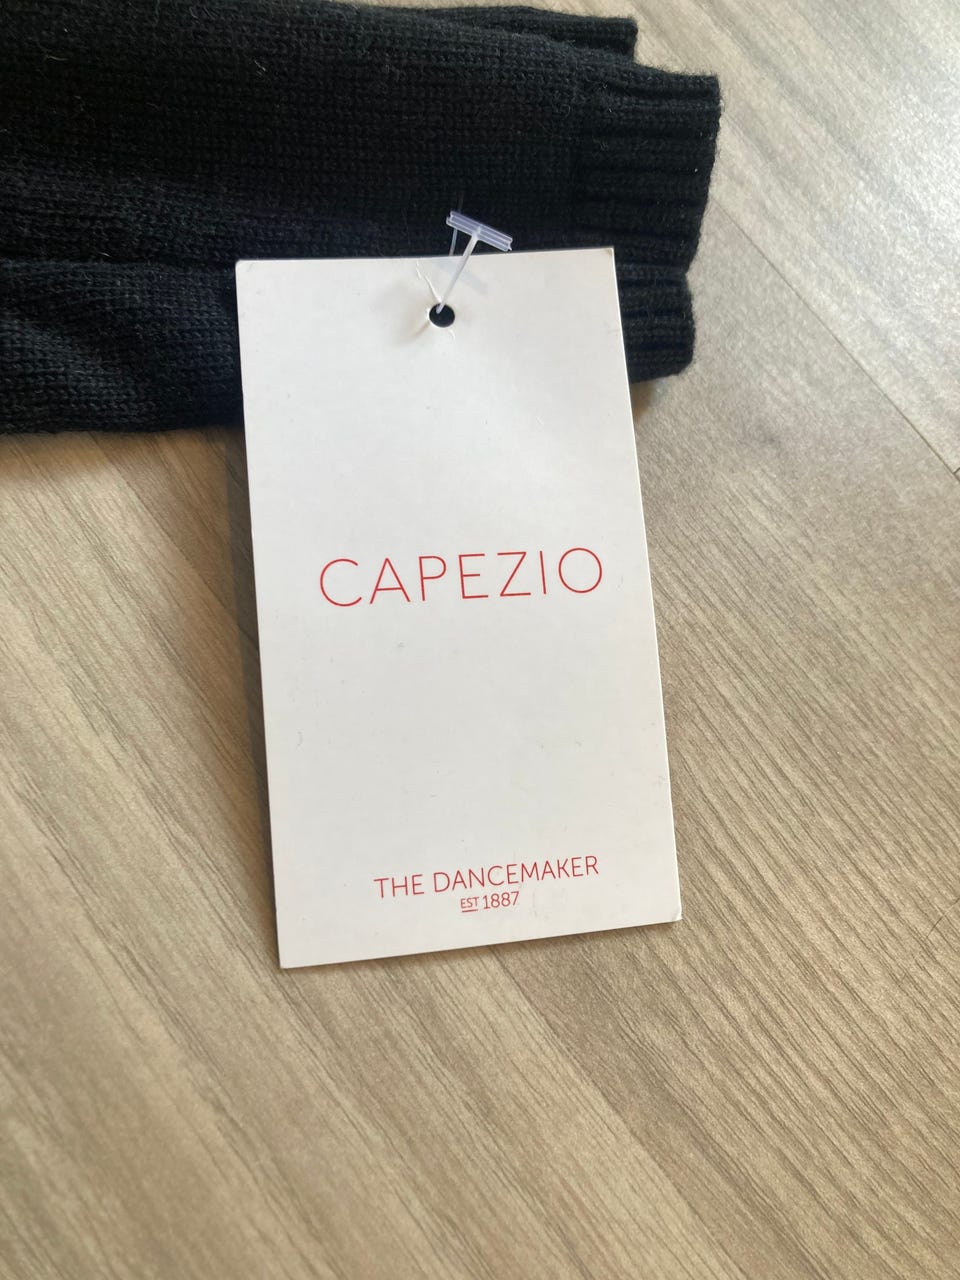 CAPEZIO
THE DANCEMAKER
EST 1887